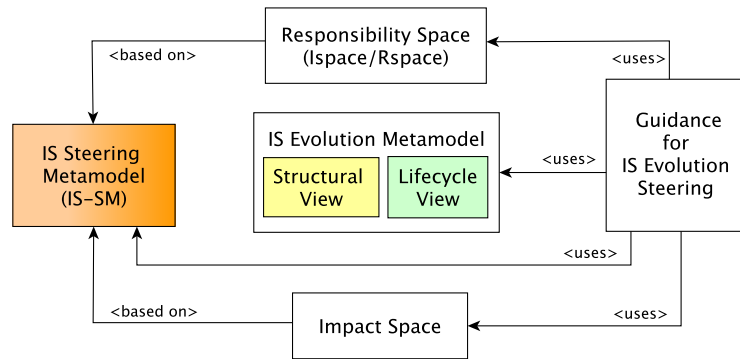 Responsibility Space
(Ispace/Rspace)
<based on>
<uses>
IS Steering
Metamodel
(IS-SM)
IS Evolution Metamodel
Structural
View
Lifecycle
View
<uses>
Guidance
for
IS Evolution
Steering
<uses>
<based on>
Impact Space
<uses>